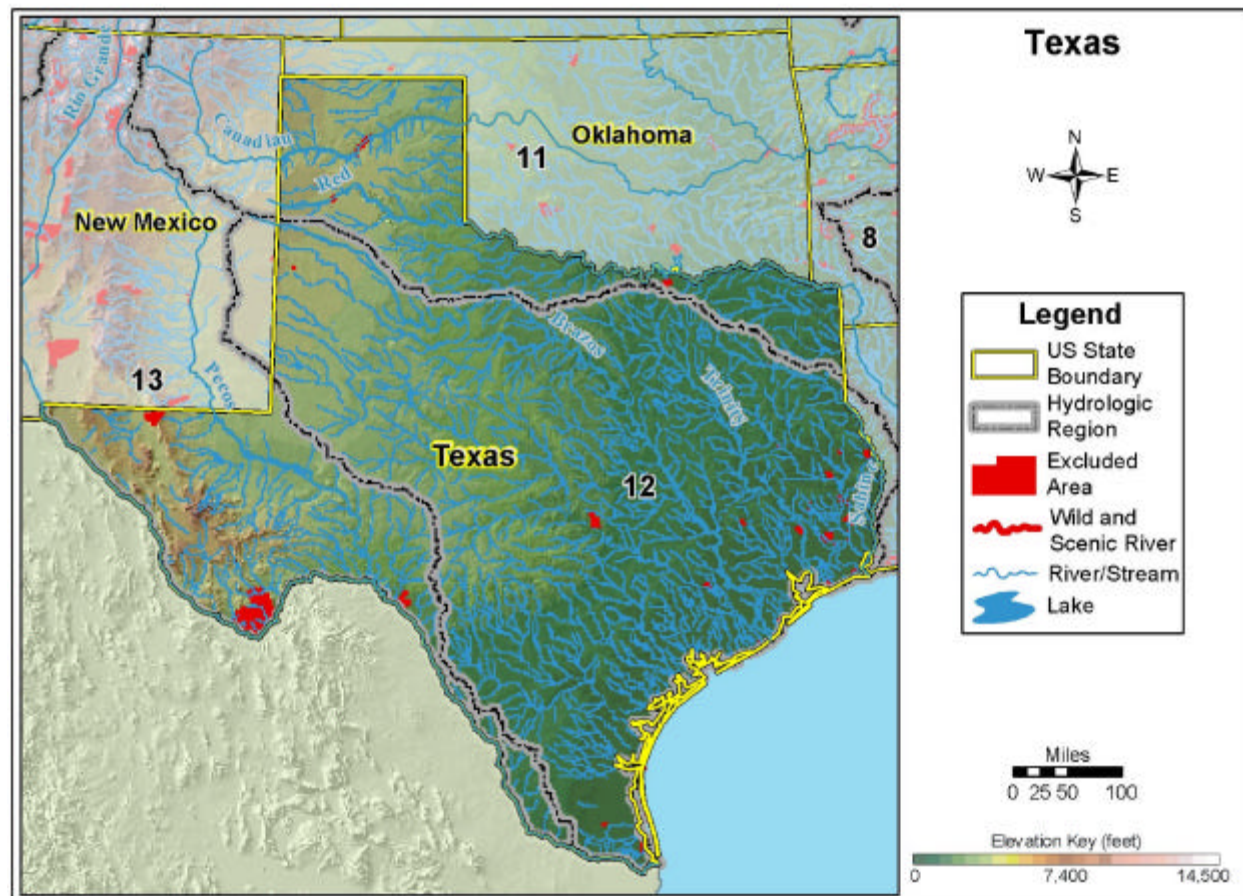 Texas
N
W E
S
Rio Grande
Canadian
Oklahoma
11
Red
New Mexico
8
Brazos
13
Pecos
Trinity
Texas
12
Sabine
Legend
US State
Boundary
Hydrologic
Region
Excluded
Area
Wild and
Scenic River
River/Stream
Lake
Miles
0 25 50 100
Elevation Key (feet)
0 7,400 14,500